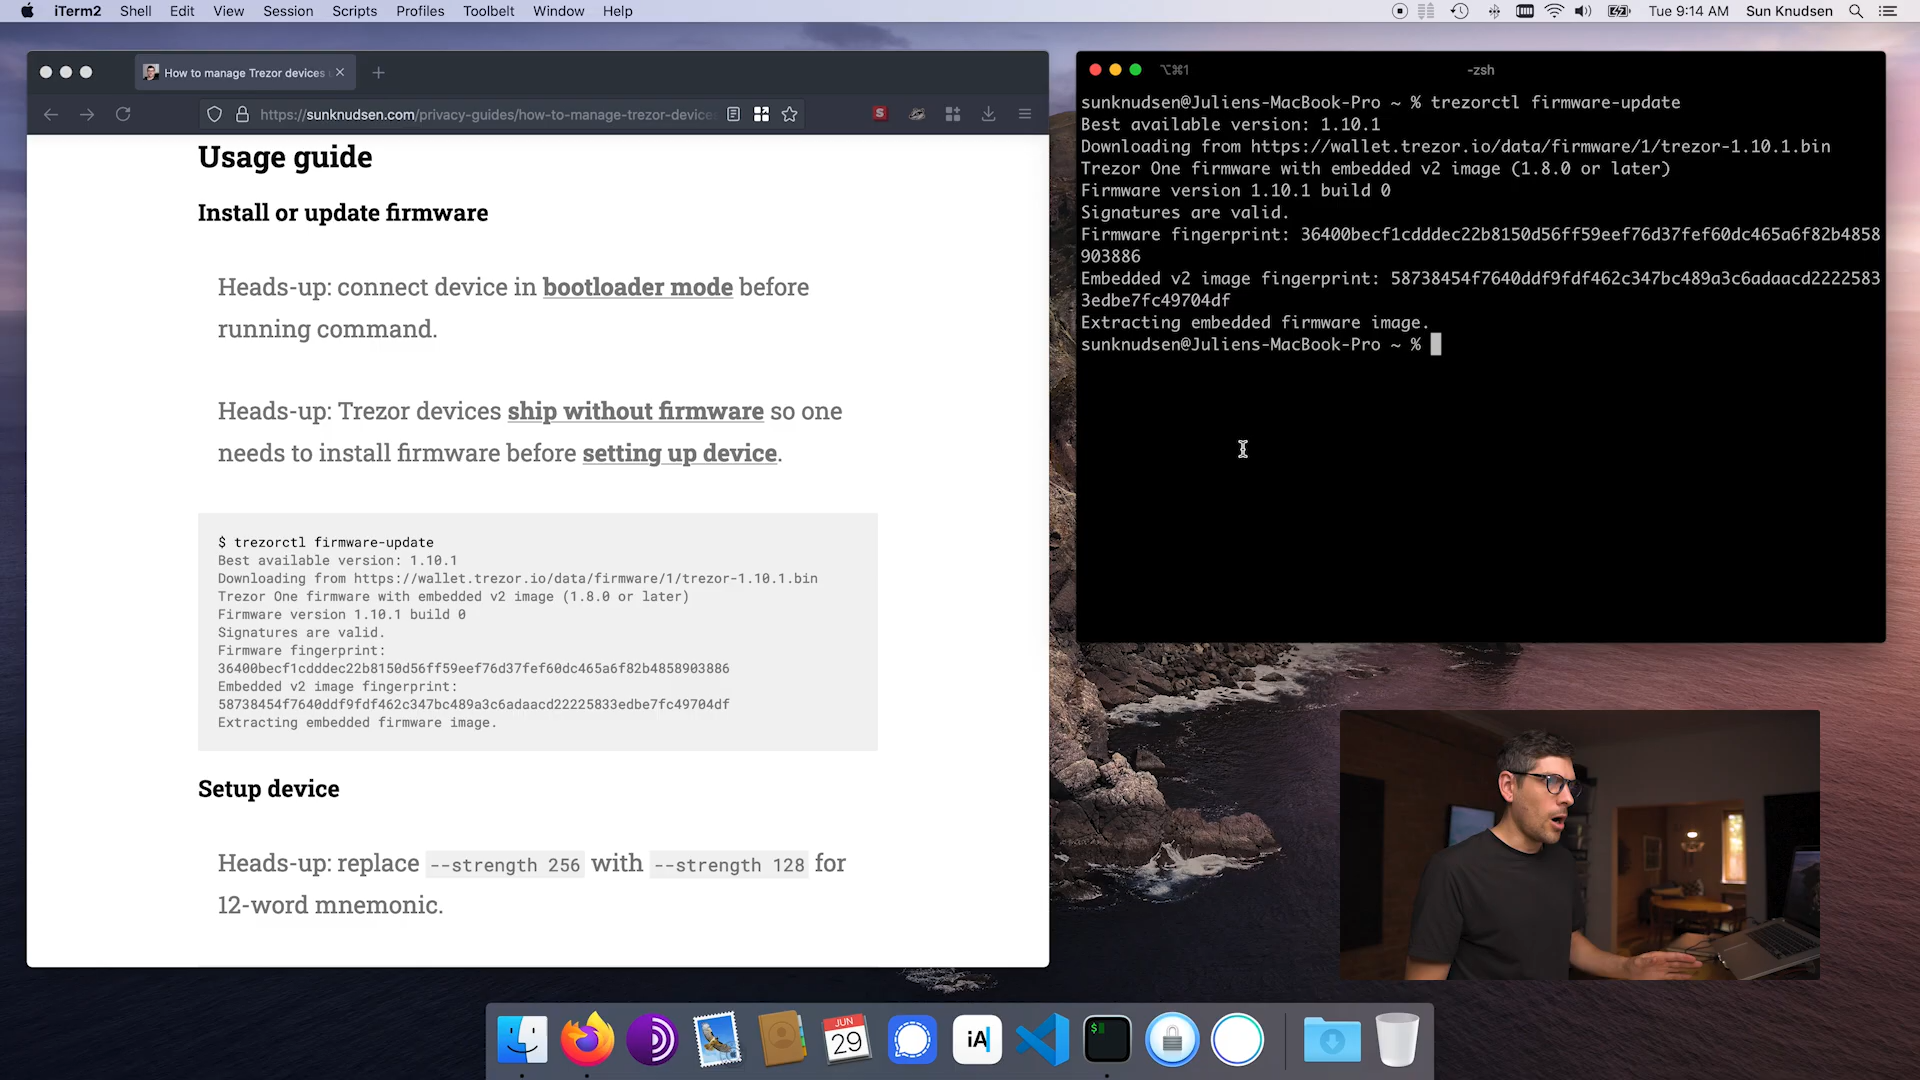 iTerm2 Shell Edit View Session Scripts Profiles Toolbelt Window Help
Tue 9:14 AM Sun Knudsen
How to manage Trezor devices
https://sunknudsen.com/privacy-guides/how-to-manage-trezor-device
S
Usage guide
Install or update firmware
Heads-up: connect device in bootloader mode before
running command.
Heads-up: Trezor devices ship without firmware so one
needs to install firmware before setting up device.
$ trezorctl firmware-update
Best available version: 1.10.1
Downloading from https://wallet.trezor.io/data/firmware/1/trezor-1.10.1.bin
Trezor One firmware with embedded v2 image (1.8.0 or later)
Firmware version 1.10.1 build 0
Signatures are valid.
Firmware fingerprint:
36400becf1cdddec22b8150d56ff59eef76d37fef60dc465a6f82b4858903886
Embedded v2 image fingerprint:
58738454f7640ddf9fdf462c347bc489a3c6adaacd22225833edbe7fc49704df
Extracting embedded firmware image.
Setup device
Heads-up: replace --strength 256 with --strength 128 for
12-word mnemonic.
⌥⌘1
-zsh
sunknudsen@Juliens-MacBook-Pro ~ % trezorctl firmware-update
Best available version: 1.10.1
Downloading from https://wallet.trezor.io/data/firmware/1/trezor-1.10.1.bin
Trezor One firmware with embedded v2 image (1.8.0 or later)
Firmware version 1.10.1 build 0
Signatures are valid.
Firmware fingerprint: 36400becf1cdddec22b8150d56ff59eef76d37fef60dc465a6f82b4858
903886
Embedded v2 image fingerprint: 58738454f7640ddf9fdf462c347bc489a3c6adaacd2222583
3edbe7fc49704df
Extracting embedded firmware image.
sunknudsen@Juliens-MacBook-Pro ~ %
JUN
29
iA
$